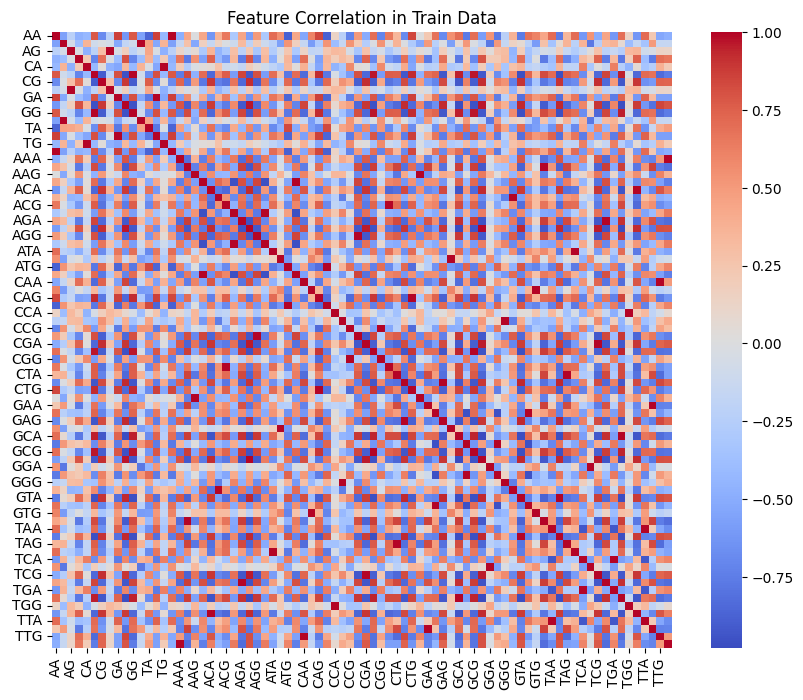 Feature Correlation in Train Data
AA
AG
CA
CG
GA
GG
TA
TG
AAA
AAG
ACA
ACG
AGA
AGG
ATA
ATG
CAA
CAG
CCA
CCG
CGA
CGG
CTA
CTG
GAA
GAG
GCA
GCG
GGA
GGG
GTA
GTG
TAA
TAG
TCA
TCG
TGA
TGG
TTA
TTG
AA AG CA CG GA GG TA TG AAA AAG ACA ACG AGA AGG ATA ATG CAA CAG CCA CCG CGA CGG CTA CTG GAA GAG GCA GCG GGA GGG GTA GTG TAA TAG TCA TCG TGA TGG TTA TTG
1.00
0.75
0.50
0.25
0.00
−0.25
−0.50
−0.75